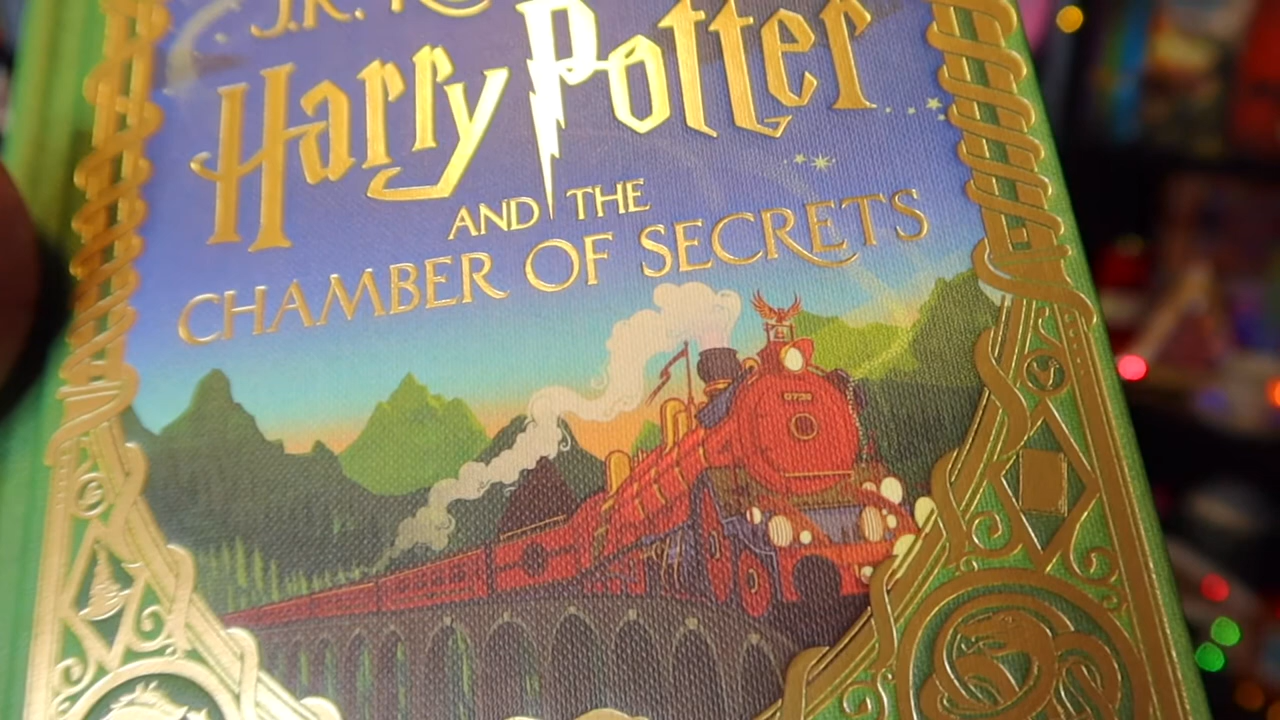 J.K.
Harry Potter
AND THE
CHAMBER OF SECRETS